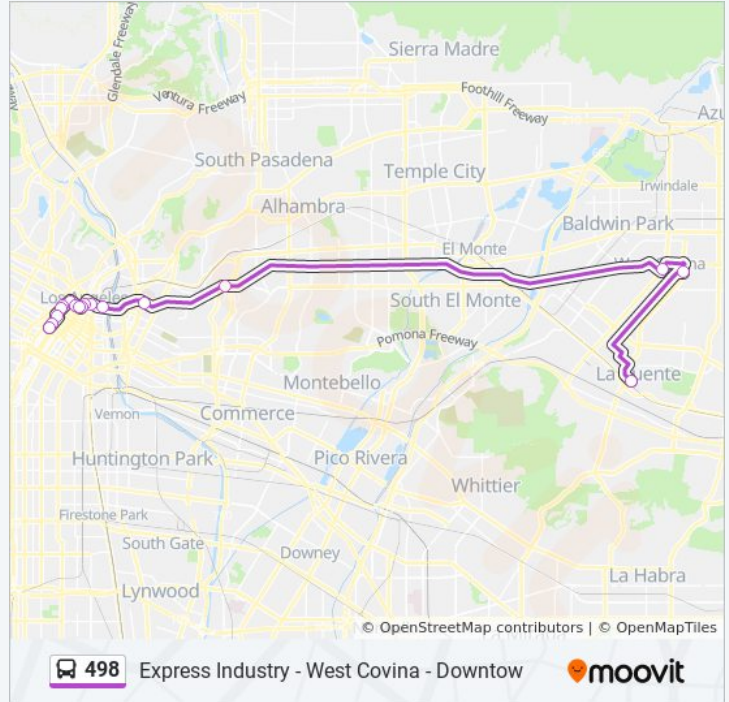 Sierra Madre
Glendale Freeway
Ventura Freeway
Foothill Freeway
Azu
South Pasadena
Temple City
Irwindale
Alhambra
Baldwin Park
El Monte
Los Angeles
South El Monte
Pomona Freeway
La Puente
Montebello
Vernon
Commerce
Huntington Park
Pico Rivera
Whittier
Firestone Park
South Gate
Downey
La Habra
Lynwood
© OpenStreetMap contributors | © OpenMapTiles
498 Express Industry - West Covina - Downtow
moovit